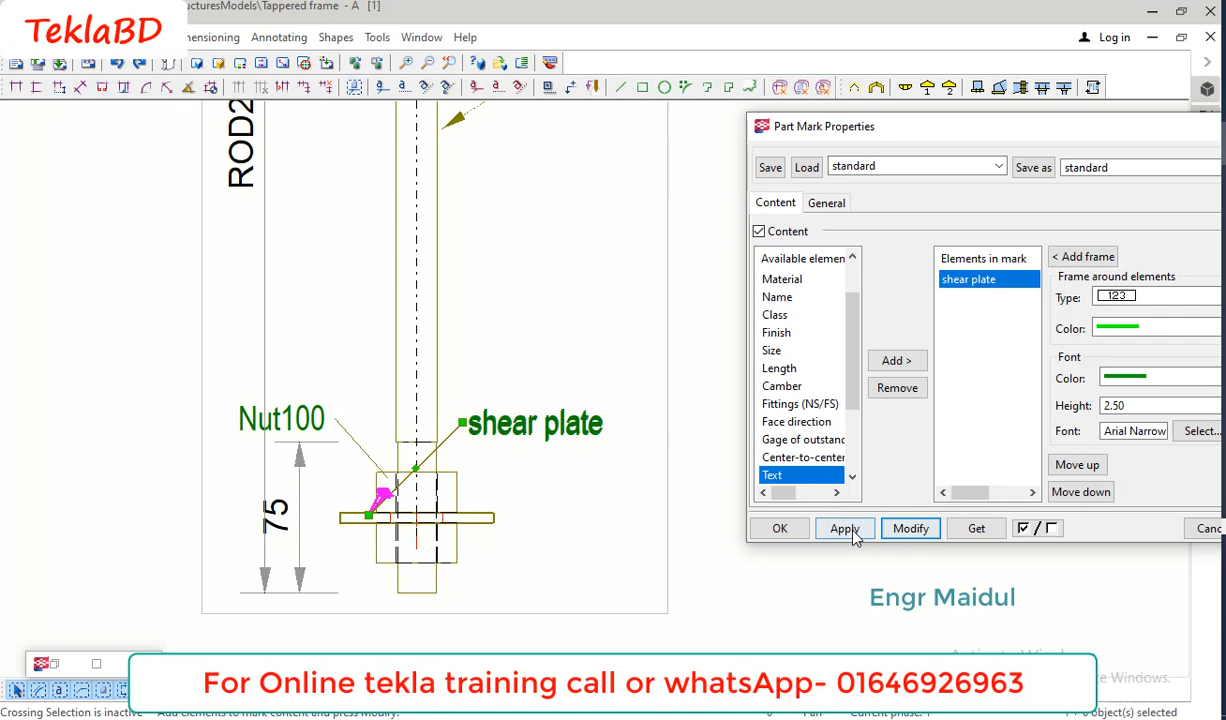 TeklaBD
ucturesModels\Tappered frame - A [1]
mensioning Annotating Shapes Tools Window Help
Log in
ROD2
Nut100
shear plate
75
Part Mark Properties
Save Load standard Save as standard
Content General
Content
Available elemen
Material
Name
Class
Finish
Size
Length
Camber
Fittings (NS/FS)
Face direction
Gage of outstand
Center-to-center
Text
Add >
Remove
Elements in mark
shear plate
< Add frame
Frame around elements
Type: 123
Color:
Font
Color:
Height: 2.50
Font: Arial Narrow Select...
Move up
Move down
OK Apply Modify Get / Canc
Engr Maidul
For Online tekla training call or whatsApp- 01646926963
Crossing Selection is inactive Add elements to mark content and press Modify. 0 Pan Current phase: 1 object(s) selected